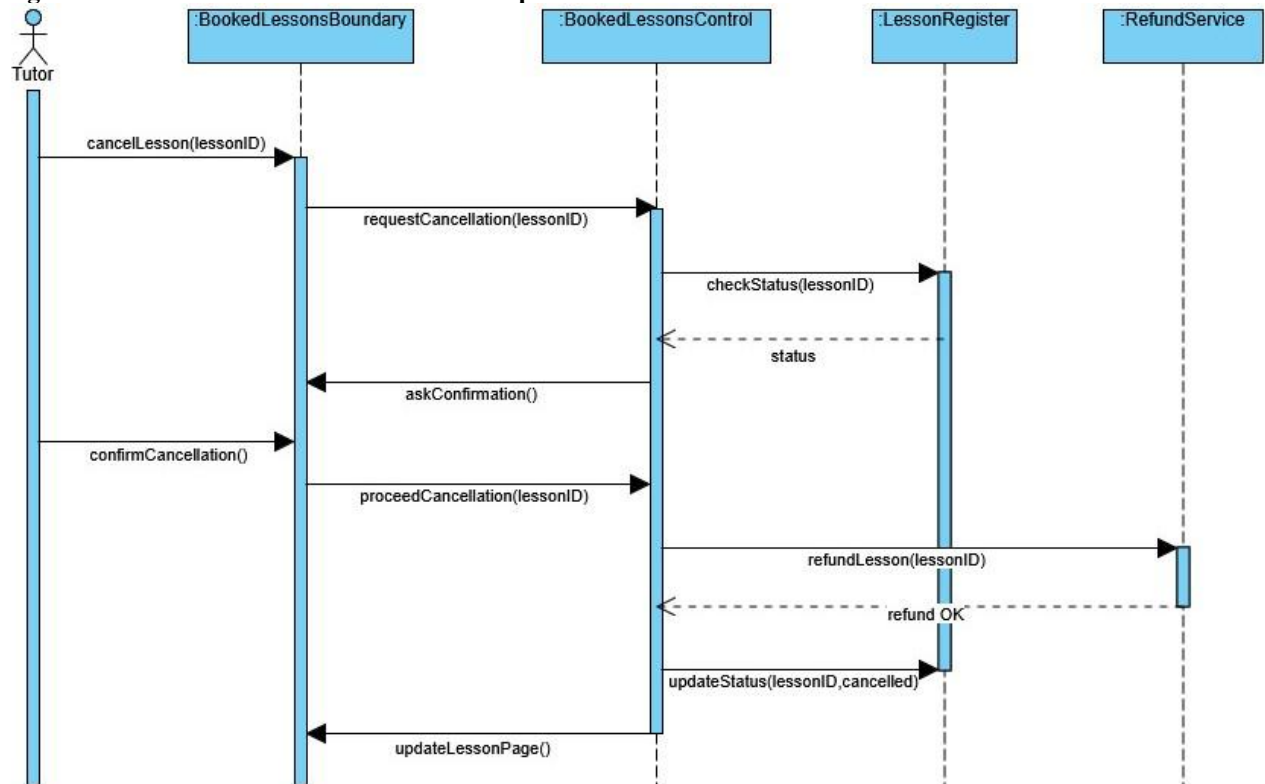 :BookedLessonsBoundary
:BookedLessonsControl
:LessonRegister
:RefundService
Tutor
cancelLesson(lessonID)
requestCancellation(lessonID)
checkStatus(lessonID)
status
askConfirmation()
confirmCancellation()
proceedCancellation(lessonID)
refundLesson(lessonID)
refund OK
updateStatus(lessonID,cancelled)
updateLessonPage()